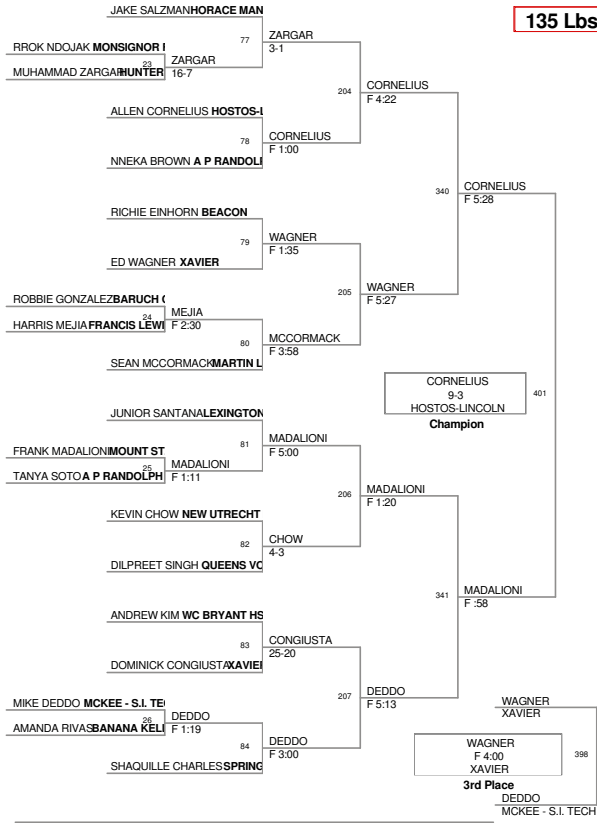 135 Lbs
JAKE SALZMAN HORACE MAN
77
ZARGAR
3-1
RROK NDOJAK MONSIGNOR
23
MUHAMMAD ZARGAR HUNTER
ZARGAR
16-7
204
CORNELIUS
F 4:22
ALLEN CORNELIUS HOSTOS-L
78
CORNELIUS
F 1:00
NNEKA BROWN A P RANDOL
340
CORNELIUS
F 5:28
RICHIE EINHORN BEACON
79
WAGNER
F 1:35
ED WAGNER XAVIER
205
WAGNER
F 5:27
ROBBIE GONZALEZ BARUCH
24
HARRIS MEJIA FRANCIS LEWI
MEJIA
F 2:30
80
MCCORMACK
F 3:58
SEAN MCCORMACK MARTIN L
CORNELIUS
9-3
HOSTOS-LINCOLN
Champion
401
JUNIOR SANTANA LEXINGTON
81
MADALIONI
F 5:00
FRANK MADALIONI MOUNT ST
25
TANYA SOTO A P RANDOLPH
MADALIONI
F 1:11
206
MADALIONI
F 1:20
KEVIN CHOW NEW UTRECHT
82
CHOW
4-3
DILPREET SINGH QUEENS VO
341
MADALIONI
F :58
ANDREW KIM WC BRYANT HS
83
CONGIUSTA
25-20
DOMINICK CONGIUSTA XAVIE
207
DEDDO
F 5:13
MIKE DEDDO MCKEE - S.I. TE
26
AMANDA RIVAS BANANA KEL
DEDDO
F 1:19
84
DEDDO
F 3:00
SHAQUILLE CHARLES SPRING
WAGNER
XAVIER
WAGNER
F 4:00
XAVIER
3rd Place
398
DEDDO
MCKEE - S.I. TECH